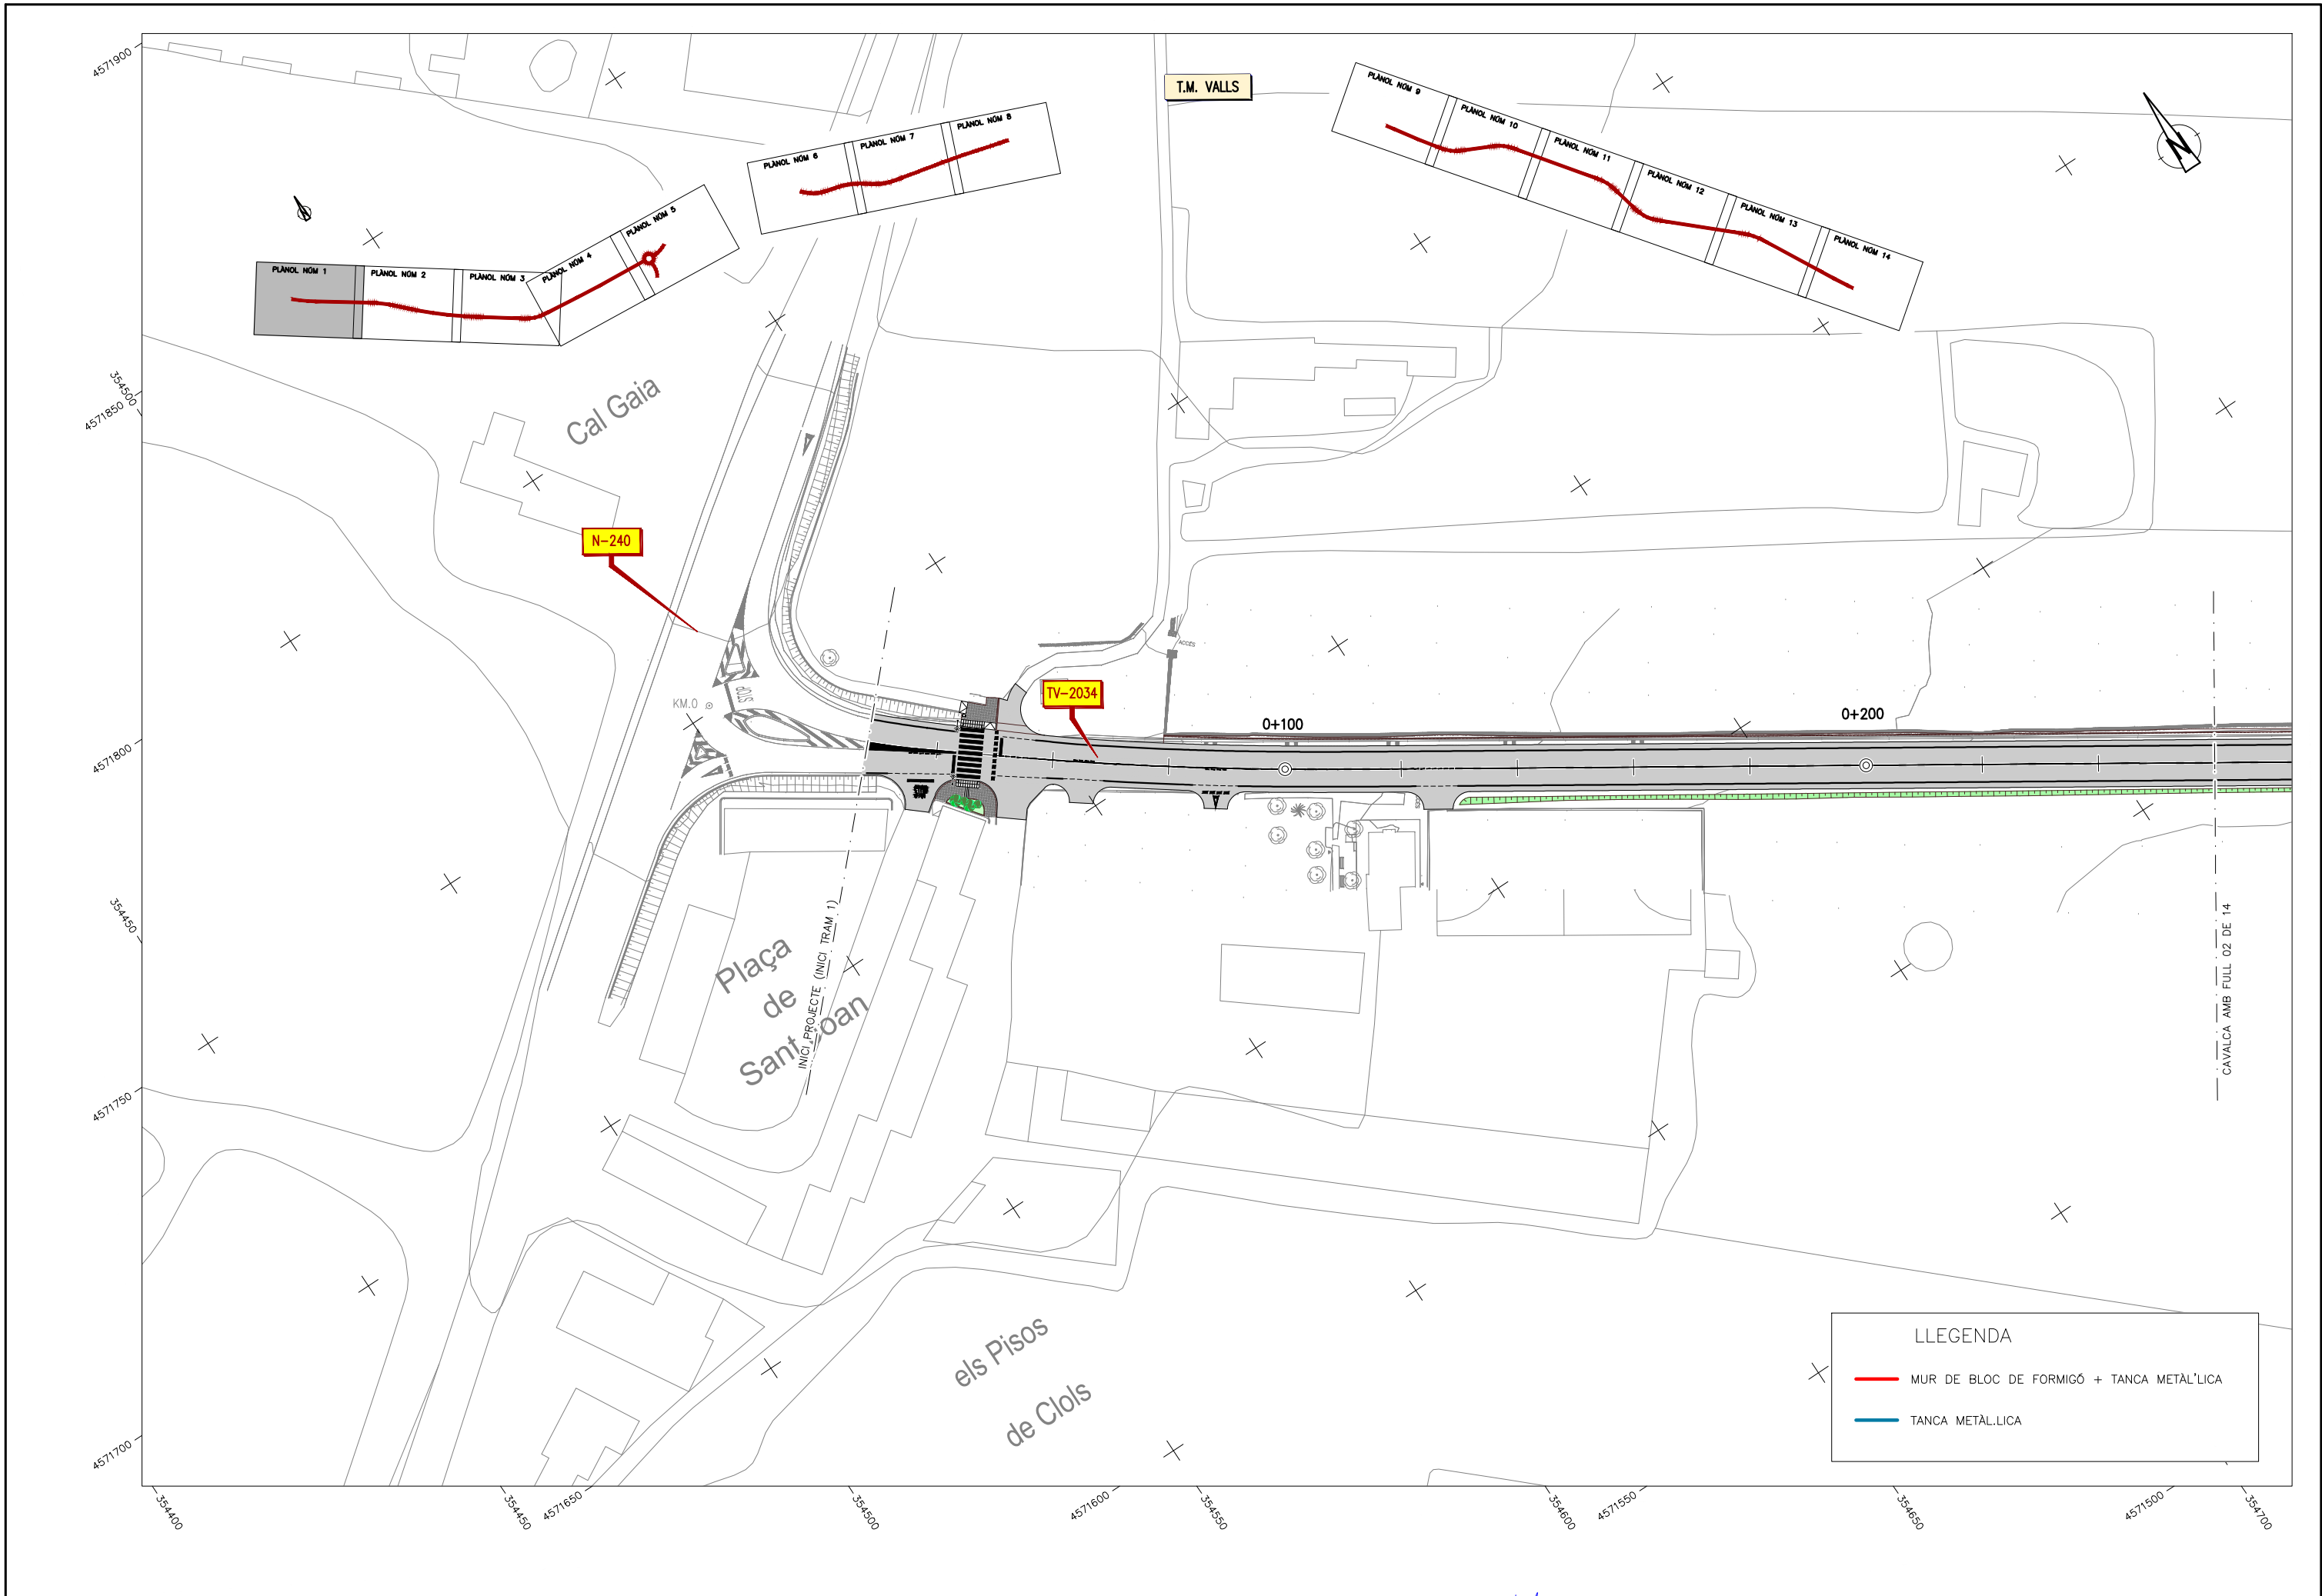 4571900
T.M. VALLS
PLÀNOL NÚM 9
PLÀNOL NÚM 10
PLÀNOL NÚM 11
PLÀNOL NÚM 12
PLÀNOL NÚM 13
PLÀNOL NÚM 14
N
PLÀNOL NÚM 6
PLÀNOL NÚM 7
PLÀNOL NÚM 8
PLÀNOL NÚM 1
PLÀNOL NÚM 2
PLÀNOL NÚM 3
PLÀNOL NÚM 4
PLÀNOL NÚM 5
354500
4571850
Cal Gaia
N-240
ACCÉS
STOP
KM.0
TV-2034
0+100
0+200
4571800
354450
Plaça
de
Sant Joan
INICI PROJECTE (INICI TRAM 1)
CAVALCA AMB FULL 02 DE 14
4571750
els Pisos
de Clols
4571700
LLEGENDA
MUR DE BLOC DE FORMIGÓ + TANCA METÀL'LICA
TANCA METÀL.LICA
354400
354450
4571650
354500
4571600
354550
354600
4571550
354650
4571500
354700